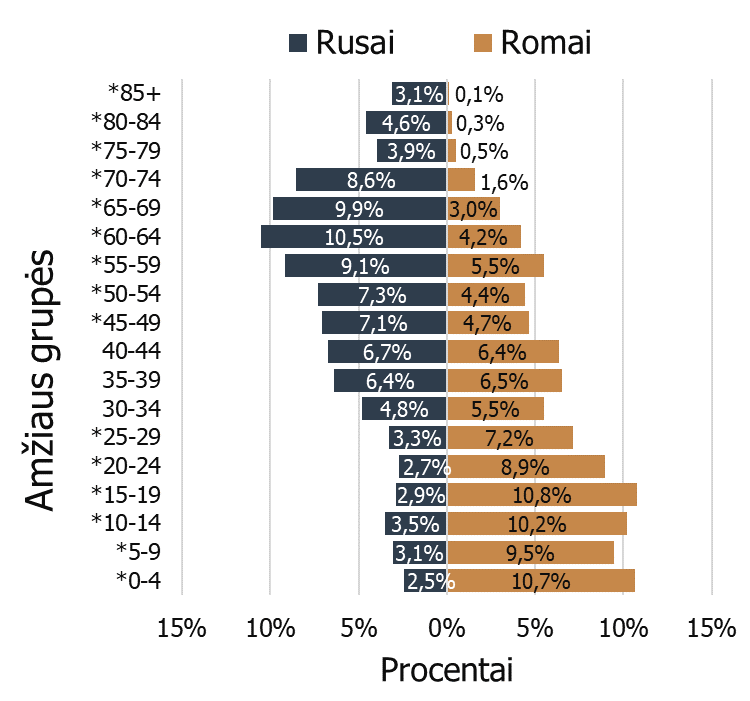 Rusai Romai
*85+ 3,1% 0,1%
*80-84 4,6% 0,3%
*75-79 3,9% 0,5%
*70-74 8,6% 1,6%
*65-69 9,9% 3,0%
*60-64 10,5% 4,2%
*55-59 9,1% 5,5%
*50-54 7,3% 4,4%
*45-49 7,1% 4,7%
40-44 6,7% 6,4%
35-39 6,4% 6,5%
30-34 4,8% 5,5%
*25-29 3,3% 7,2%
*20-24 2,7% 8,9%
*15-19 2,9% 10,8%
*10-14 3,5% 10,2%
*5-9 3,1% 9,5%
*0-4 2,5% 10,7%
15% 10% 5% 0% 5% 10% 15%
Procentai
Amžiaus grupės